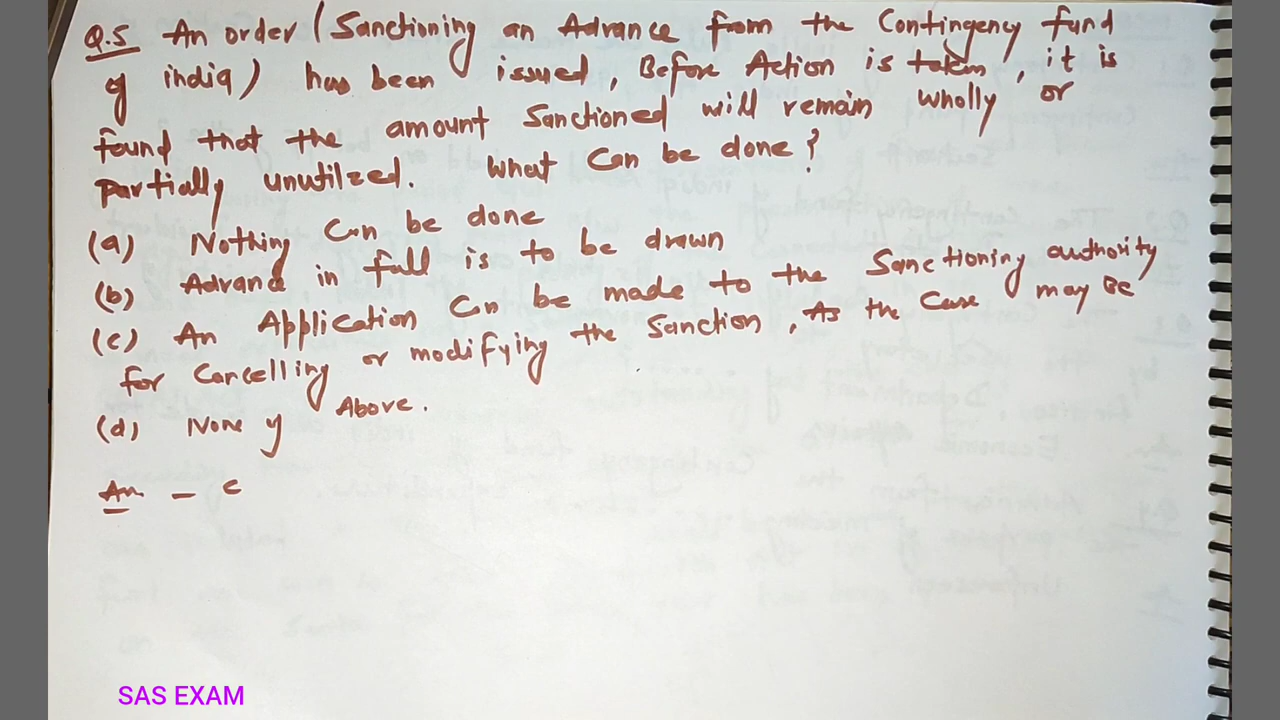 Q.5 An order (Sanctioning an Advance from the Contingency fund
of india) has been issued, Before Action is taken, it is
found that the amount Sanctioned will remain wholly or
partially unutilzed. What Can be done?
(a) Nothing Can be done
(b) Advance in full is to be drawn
(c) An Application Can be made to the Sanctioning authority
for Cancelling or modifying the Sanction, As the Case may Be
(d) None of Above.
An - c
SAS EXAM